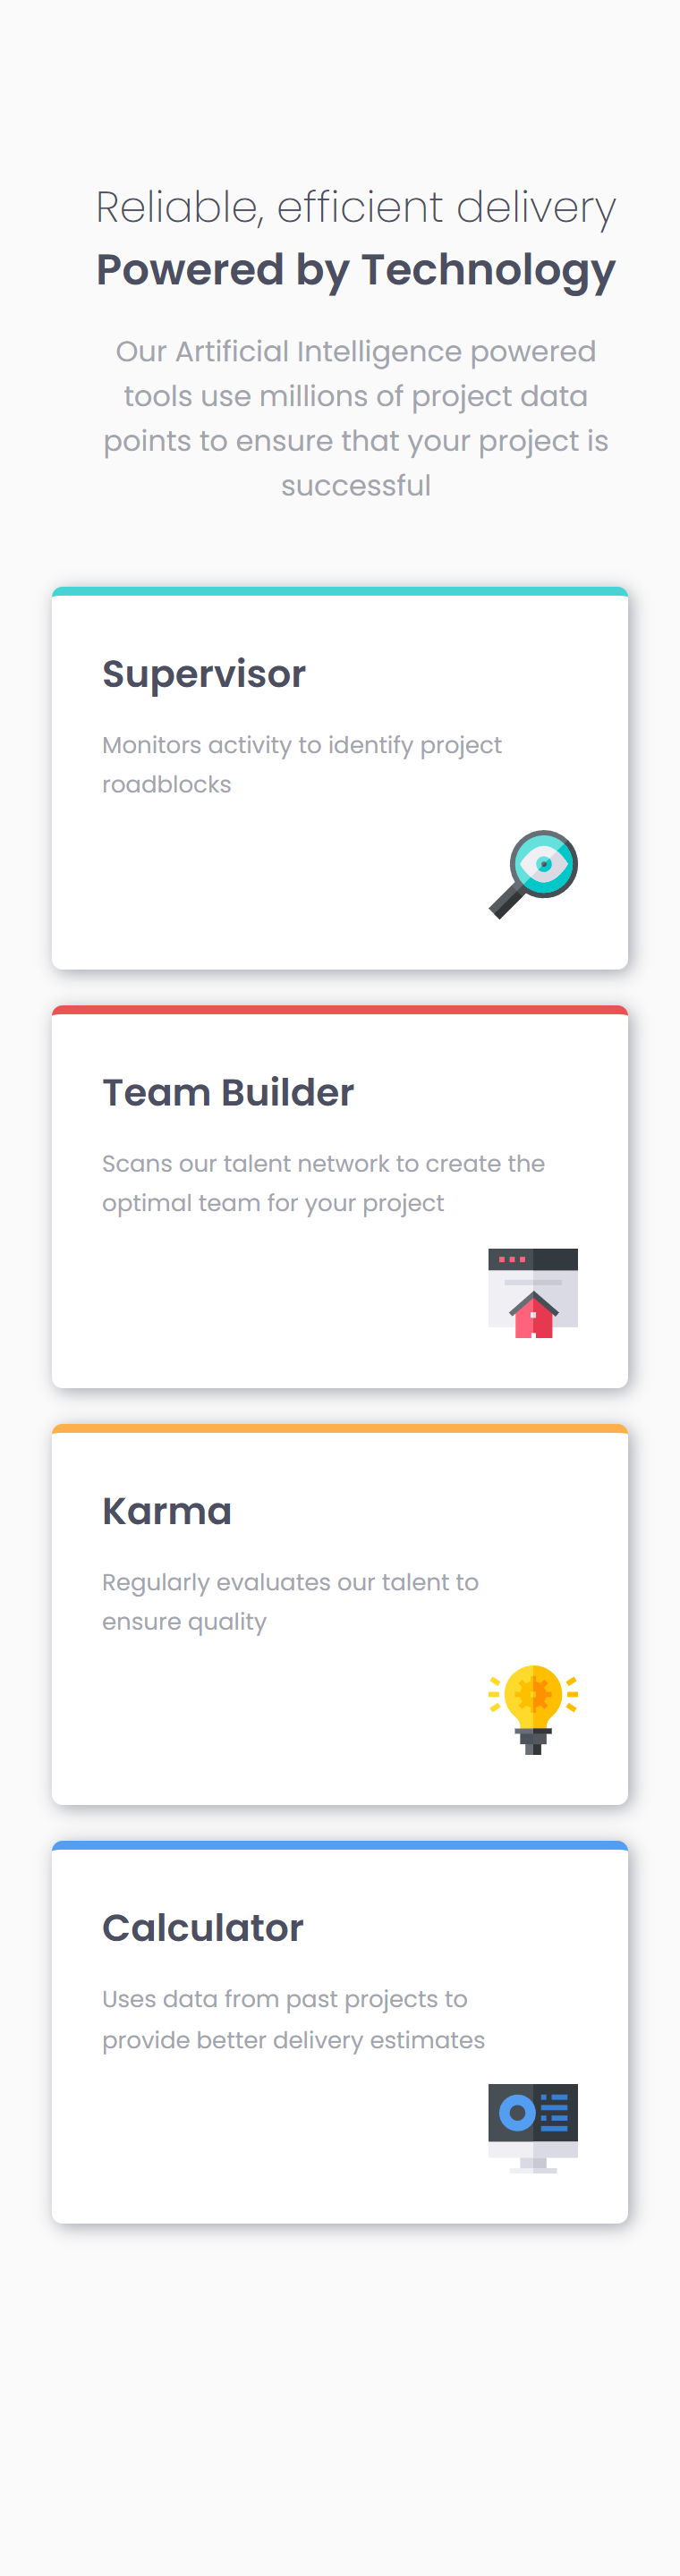 Reliable, efficient delivery
Powered by Technology
Our Artificial Intelligence powered
tools use millions of project data
points to ensure that your project is
successful
Supervisor
Monitors activity to identify project
roadblocks
Team Builder
Scans our talent network to create the
optimal team for your project
Karma
Regularly evaluates our talent to
ensure quality
Calculator
Uses data from past projects to
provide better delivery estimates